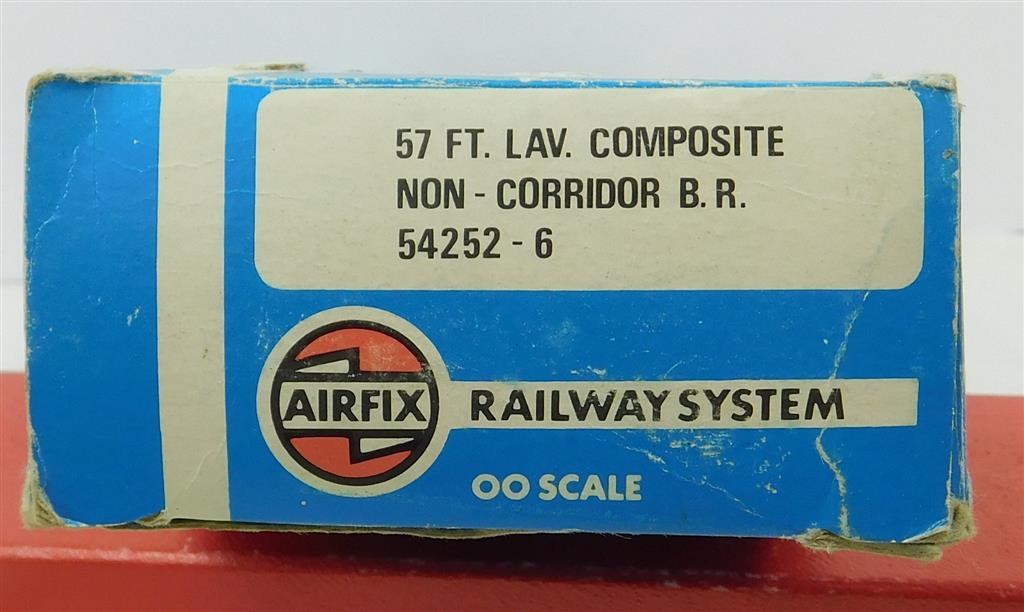 57 FT. LAV. COMPOSITE
NON - CORRIDOR B. R.
54252 - 6
AIRFIX RAILWAY SYSTEM
OO SCALE